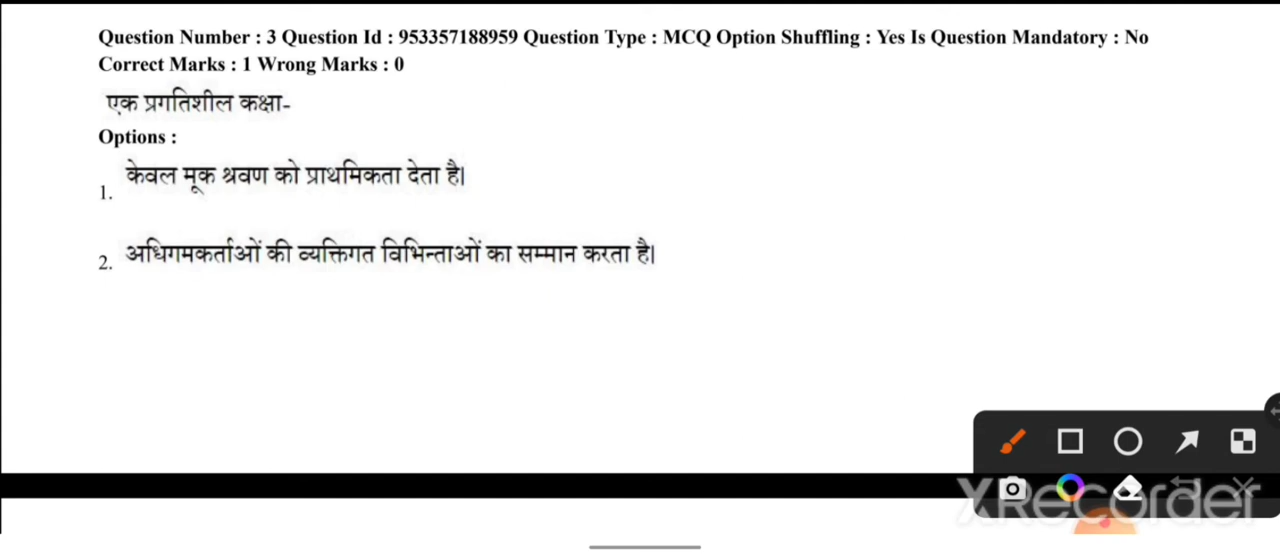 Question Number : 3 Question Id : 953357188959 Question Type : MCQ Option Shuffling : Yes Is Question Mandatory : No
Correct Marks : 1 Wrong Marks : 0
एक प्रगतिशील कक्षा-
Options :
1. केवल मूक श्रवण को प्राथमिकता देता है।
2. अधिगमकर्ताओं की व्यक्तिगत विभिन्ताओं का सम्मान करता है।
XRecorder